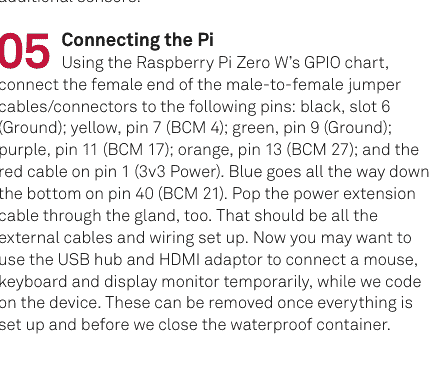 additional sensors.
05 Connecting the Pi
Using the Raspberry Pi Zero W's GPIO chart,
connect the female end of the male-to-female jumper
cables/connectors to the following pins: black, slot 6
(Ground); yellow, pin 7 (BCM 4); green, pin 9 (Ground);
purple, pin 11 (BCM 17); orange, pin 13 (BCM 27); and the
red cable on pin 1 (3v3 Power). Blue goes all the way down
the bottom on pin 40 (BCM 21). Pop the power extension
cable through the gland, too. That should be all the
external cables and wiring set up. Now you may want to
use the USB hub and HDMI adaptor to connect a mouse,
keyboard and display monitor temporarily, while we code
on the device. These can be removed once everything is
set up and before we close the waterproof container.